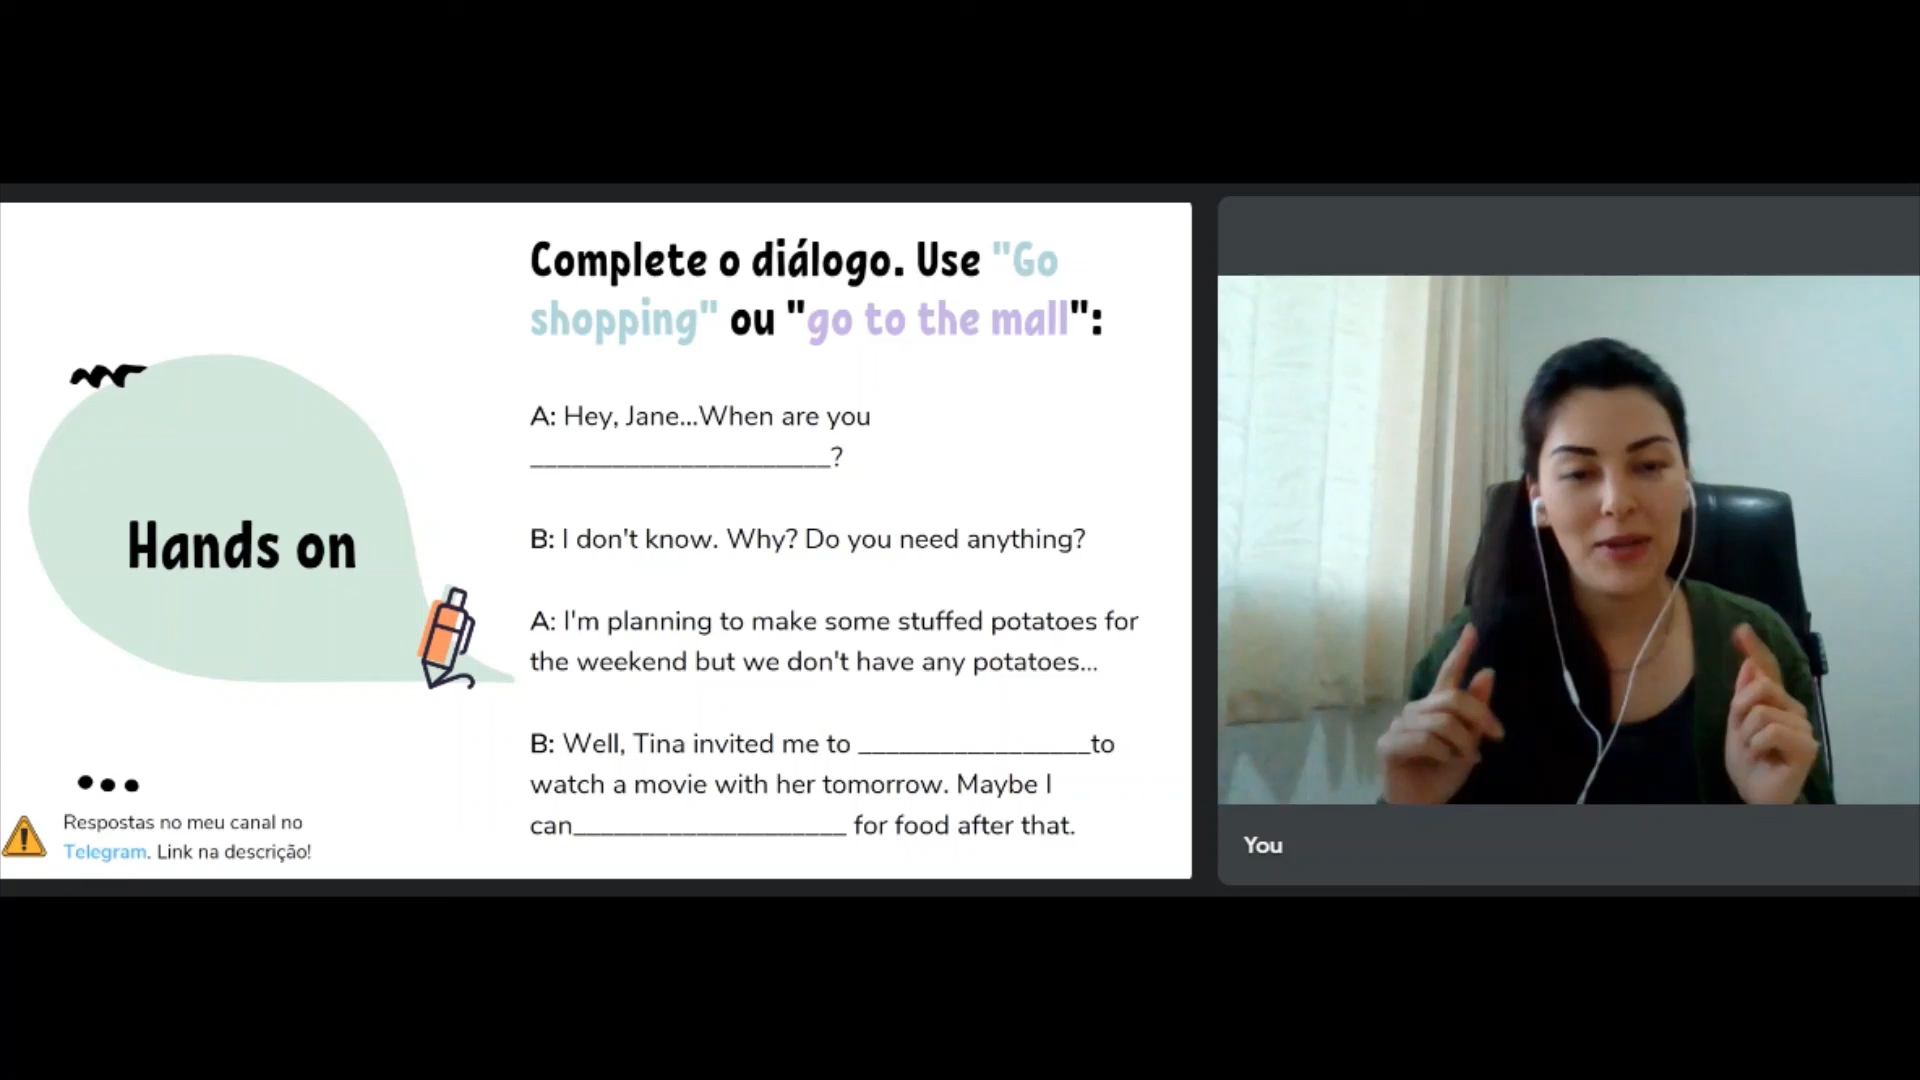 Complete o diálogo. Use "Go
shopping" ou "go to the mall":
A: Hey, Jane...When are you
______________________?
B: I don't know. Why? Do you need anything?
A: I'm planning to make some stuffed potatoes for
the weekend but we don't have any potatoes...
B: Well, Tina invited me to _________________to
watch a movie with her tomorrow. Maybe I
can____________________ for food after that.
Hands on
Respostas no meu canal no
Telegram. Link na descrição!
You